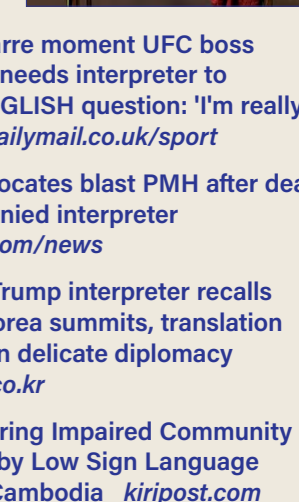 arre moment UFC boss
needs interpreter to
GLISH question: 'I'm really
ailymail.co.uk/sport
ocates blast PMH after dea
nied interpreter
om/news
Trump interpreter recalls
orea summits, translation
n delicate diplomacy
co.kr
ring Impaired Community
by Low Sign Language
Cambodia kiripost.com